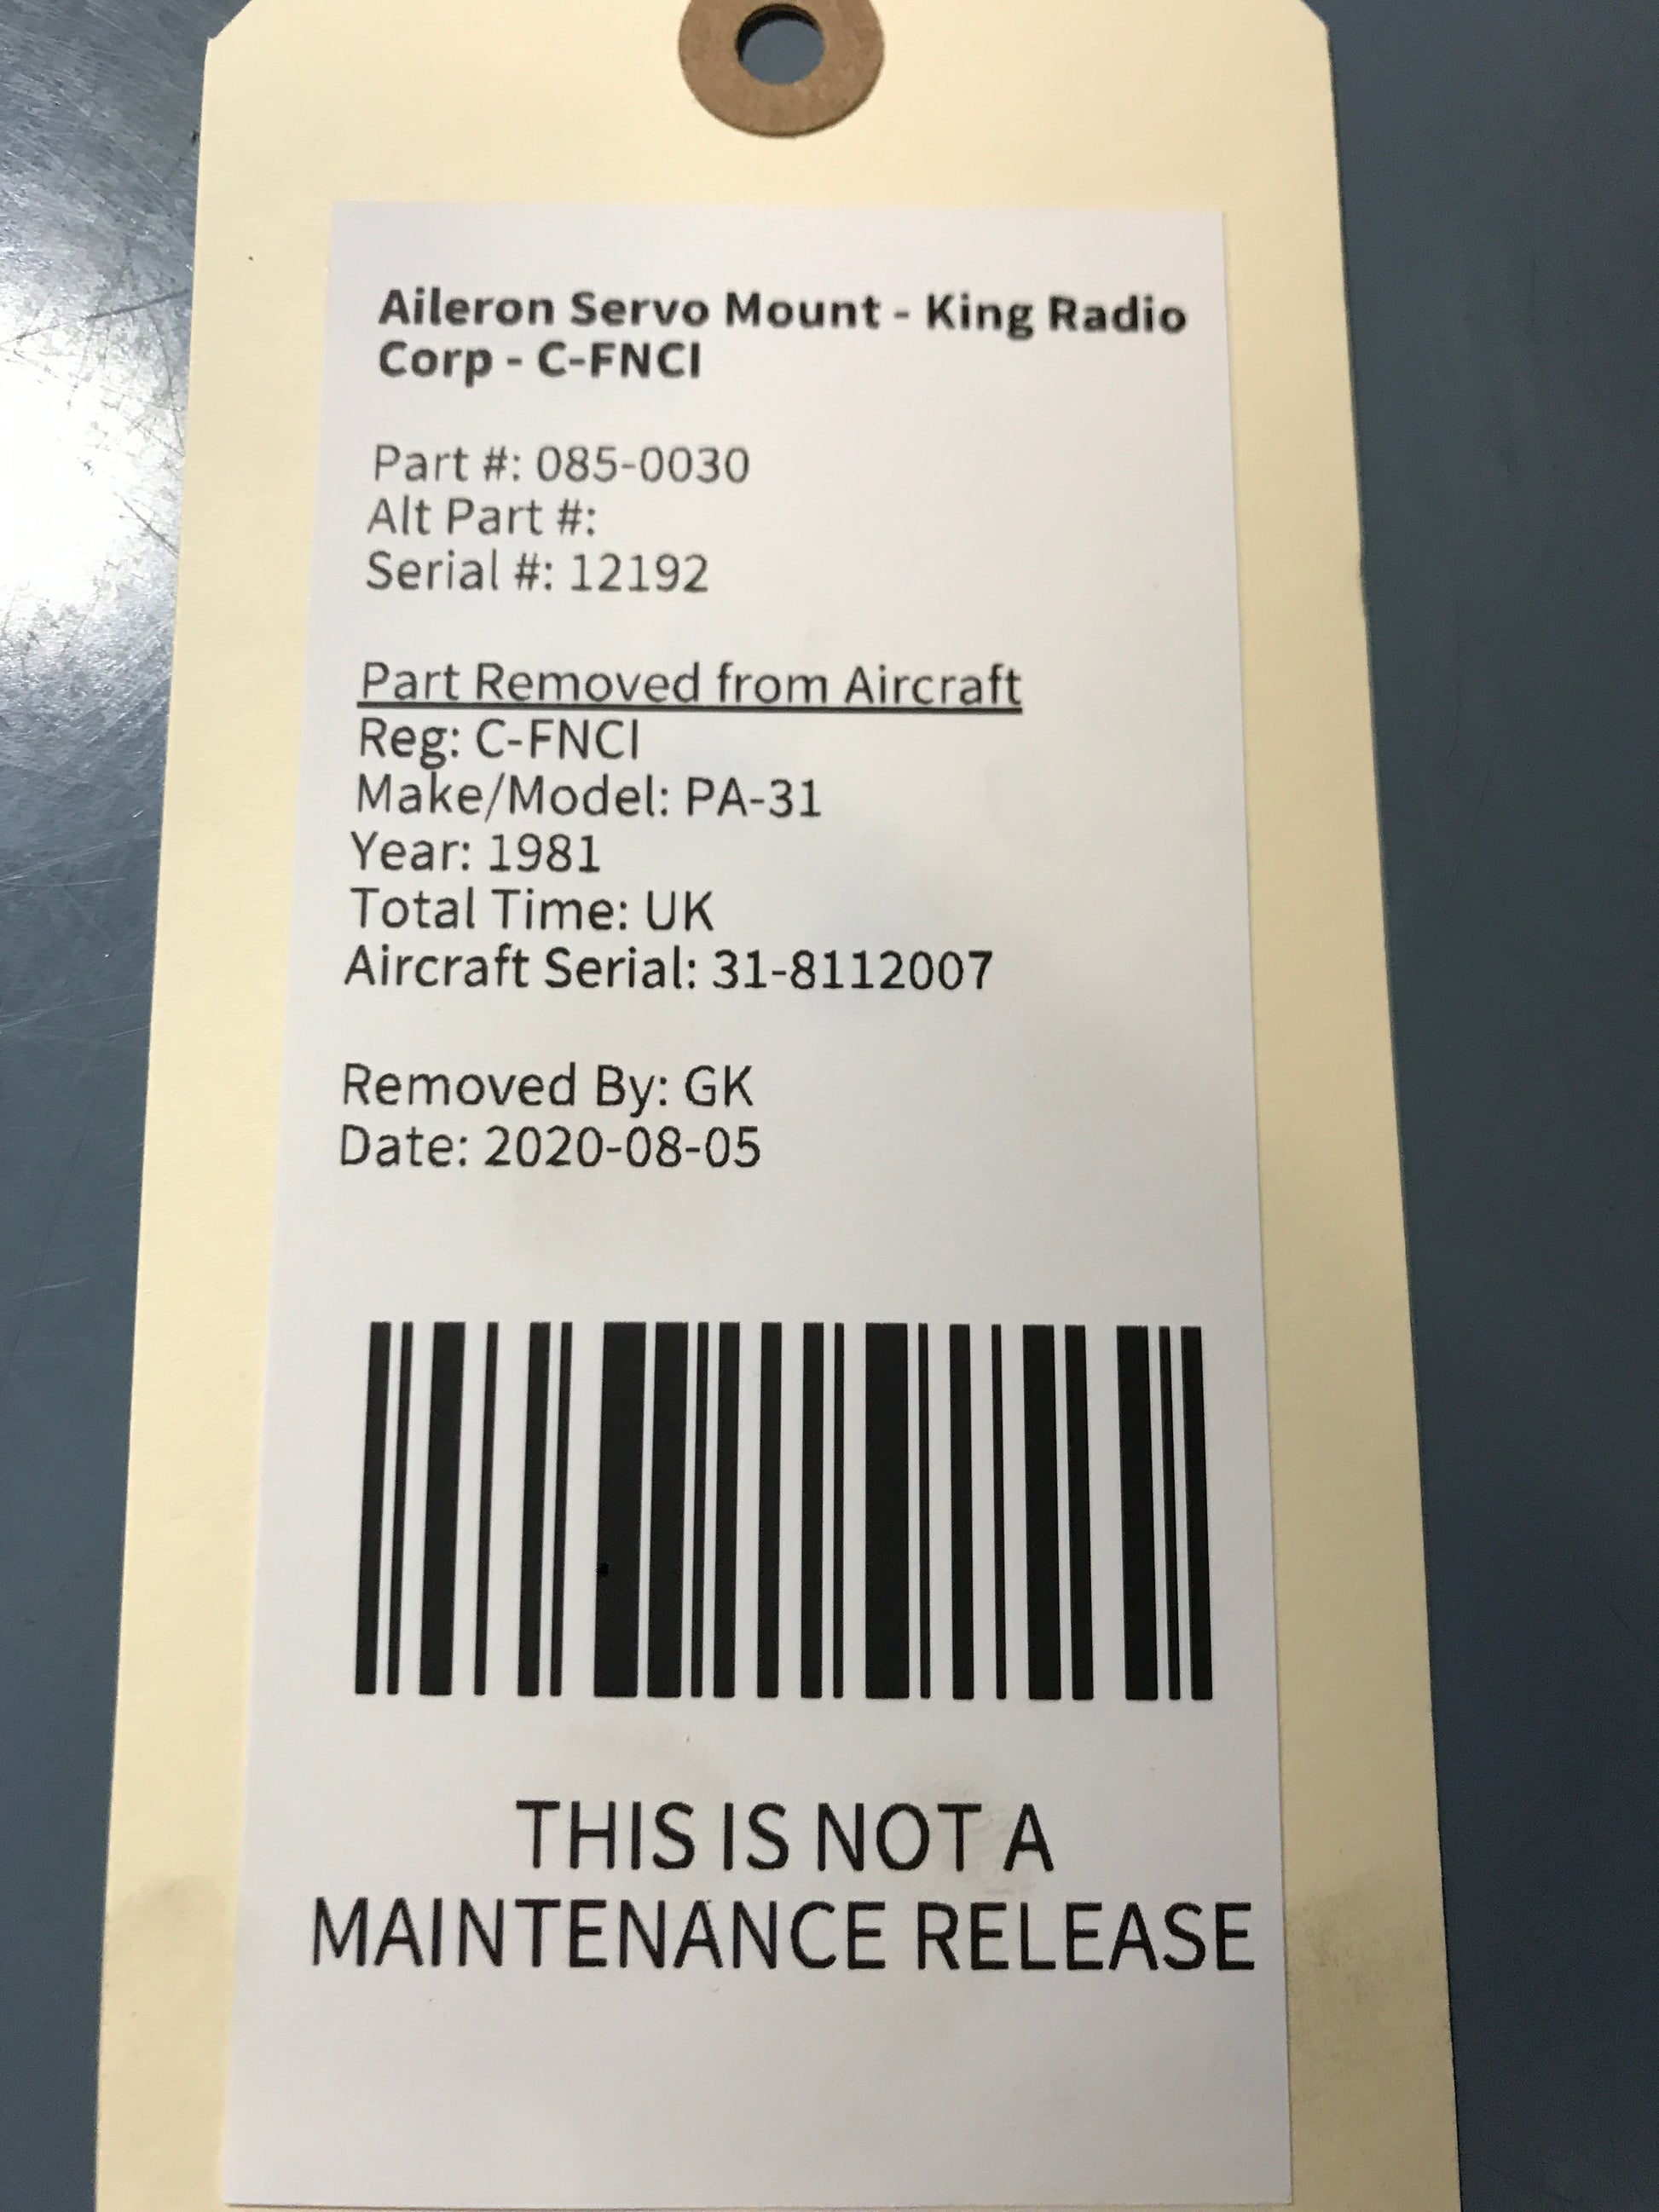 Aileron Servo Mount - King Radio
Corp - C-FNCI
Part #: 085-0030
Alt Part #:
Serial #: 12192
Part Removed from Aircraft
Reg: C-FNCI
Make/Model: PA-31
Year: 1981
Total Time: UK
Aircraft Serial: 31-8112007
Removed By: GK
Date: 2020-08-05
THIS IS NOT A
MAINTENANCE RELEASE